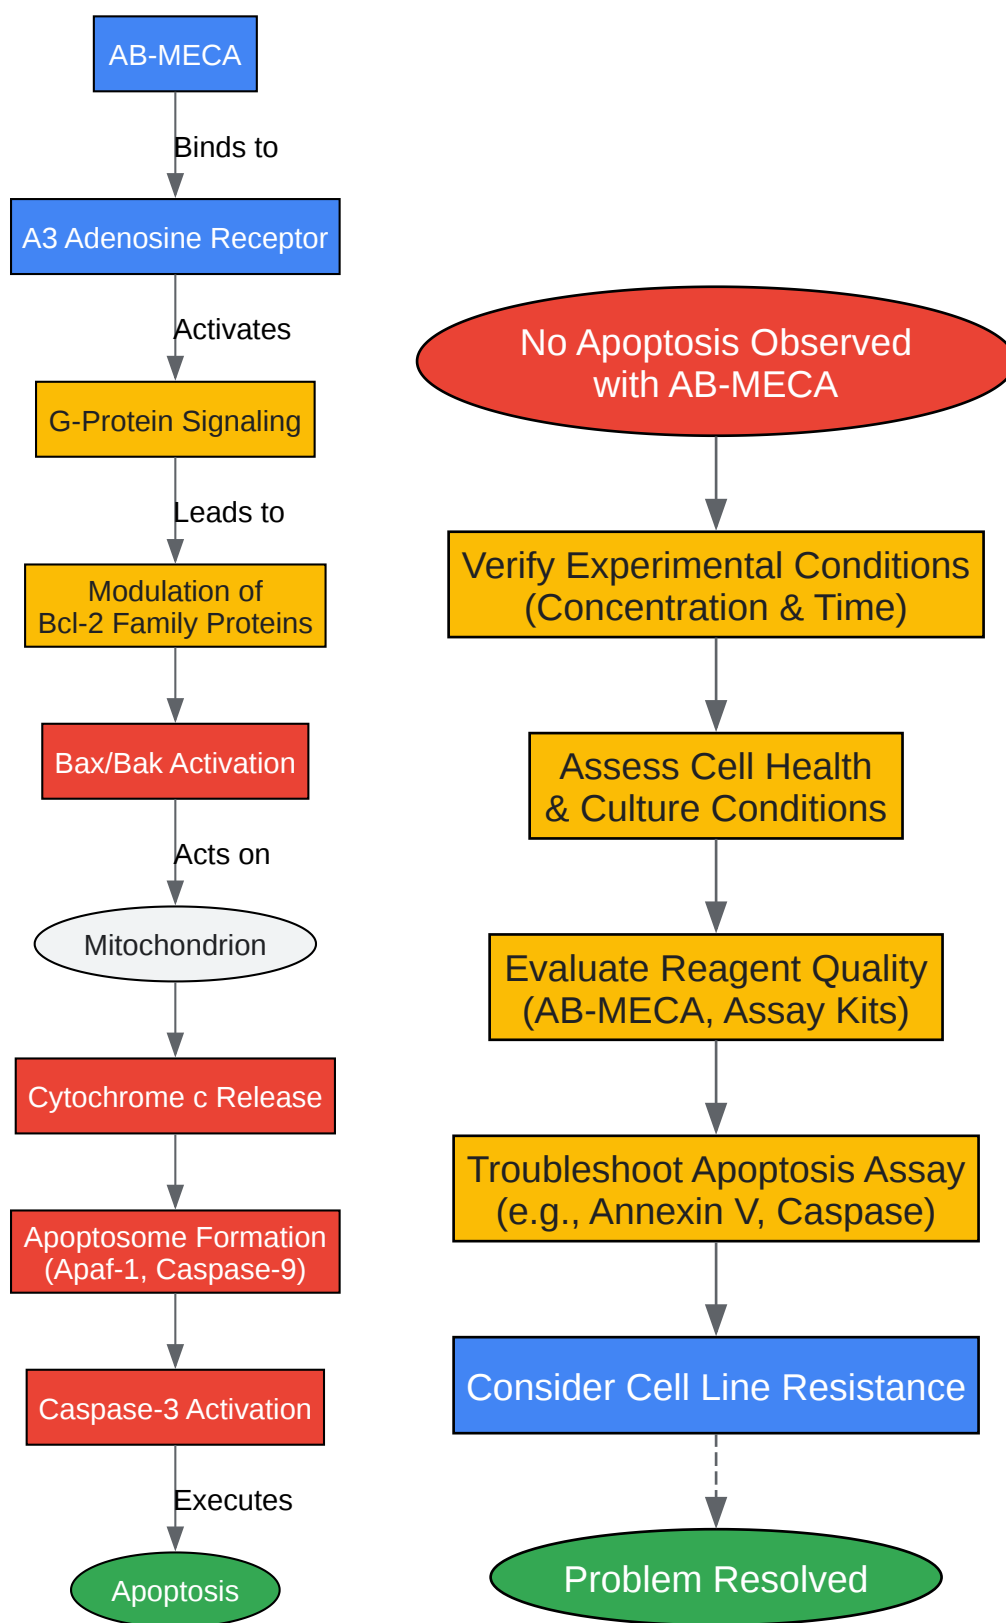 AB-MECA
Binds to
A3 Adenosine Receptor
Activates
G-Protein Signaling
Leads to
Modulation of
Bcl-2 Family Proteins
Bax/Bak Activation
Acts on
Mitochondrion
Cytochrome c Release
Apoptosome Formation
(Apaf-1, Caspase-9)
Caspase-3 Activation
Executes
Apoptosis
No Apoptosis Observed
with AB-MECA
Verify Experimental Conditions
(Concentration & Time)
Assess Cell Health
& Culture Conditions
Evaluate Reagent Quality
(AB-MECA, Assay Kits)
Troubleshoot Apoptosis Assay
(e.g., Annexin V, Caspase)
Consider Cell Line Resistance
Problem Resolved